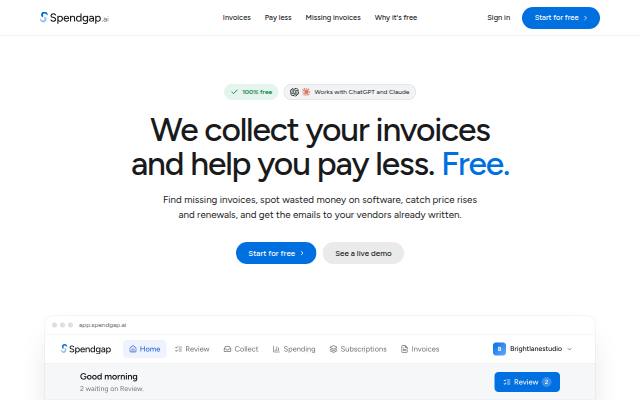 Spendgap.ai
Invoices Pay less Missing invoices Why it's free
Sign in Start for free
100% free Works with ChatGPT and Claude
We collect your invoices
and help you pay less. Free.
Find missing invoices, spot wasted money on software, catch price rises
and renewals, and get the emails to your vendors already written.
Start for free See a live demo
app.spendgap.ai
Spendgap Home Review Collect Spending Subscriptions Invoices B Brightlanestudio
Good morning
2 waiting on Review.
Review 2